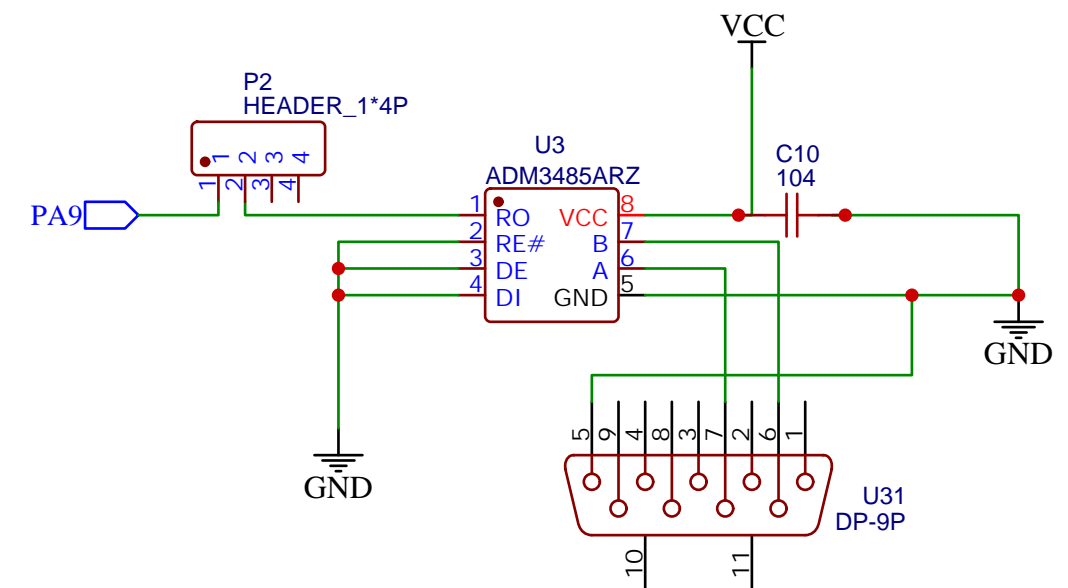 VCC
P2
HEADER_1*4P
1 2 3 4
1 2 3 4
PA9
U3
ADM3485ARZ
C10
104
1 RO VCC 8
2 RE# B 7
3 DE A 6
4 DI GND 5
GND
GND
5 9 4 8 3 7 2 6 1
U31
DP-9P
10 11